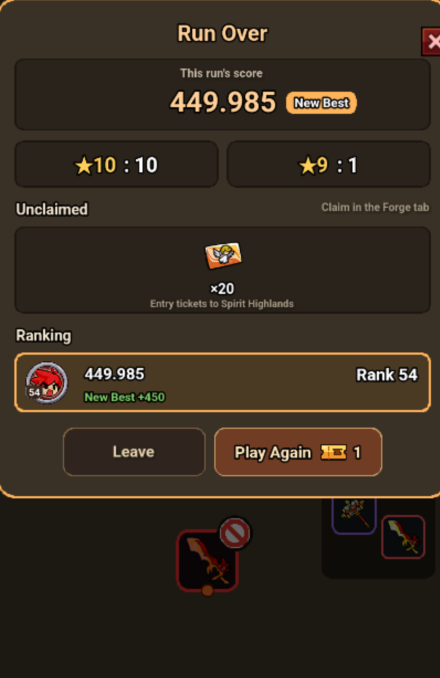 Run Over
This run's score
449.985 New Best
★10 : 10
★9 : 1
Unclaimed
Claim in the Forge tab
×20
Entry tickets to Spirit Highlands
Ranking
54
449.985
Rank 54
New Best +450
Leave
Play Again 1